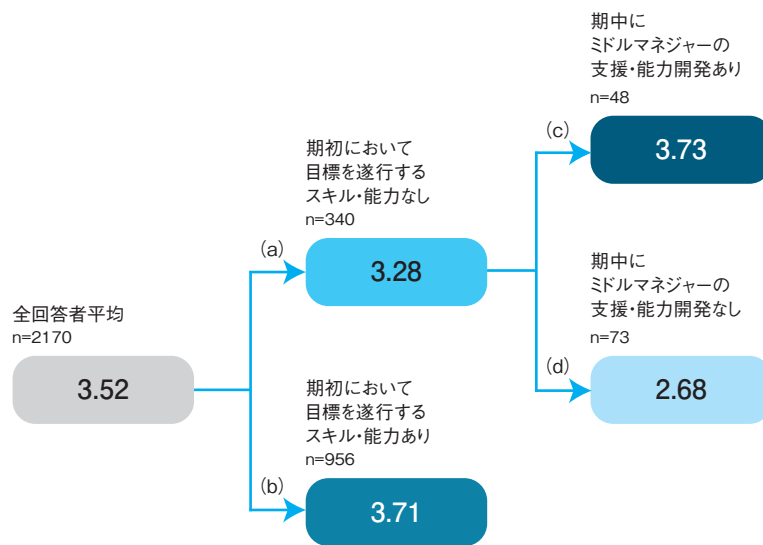 全回答者平均
n=2170
3.52
(a)
期初において
目標を遂行する
スキル・能力なし
n=340
3.28
(b)
期初において
目標を遂行する
スキル・能力あり
n=956
3.71
(c)
期中に
ミドルマネジャーの
支援・能力開発あり
n=48
3.73
(d)
期中に
ミドルマネジャーの
支援・能力開発なし
n=73
2.68